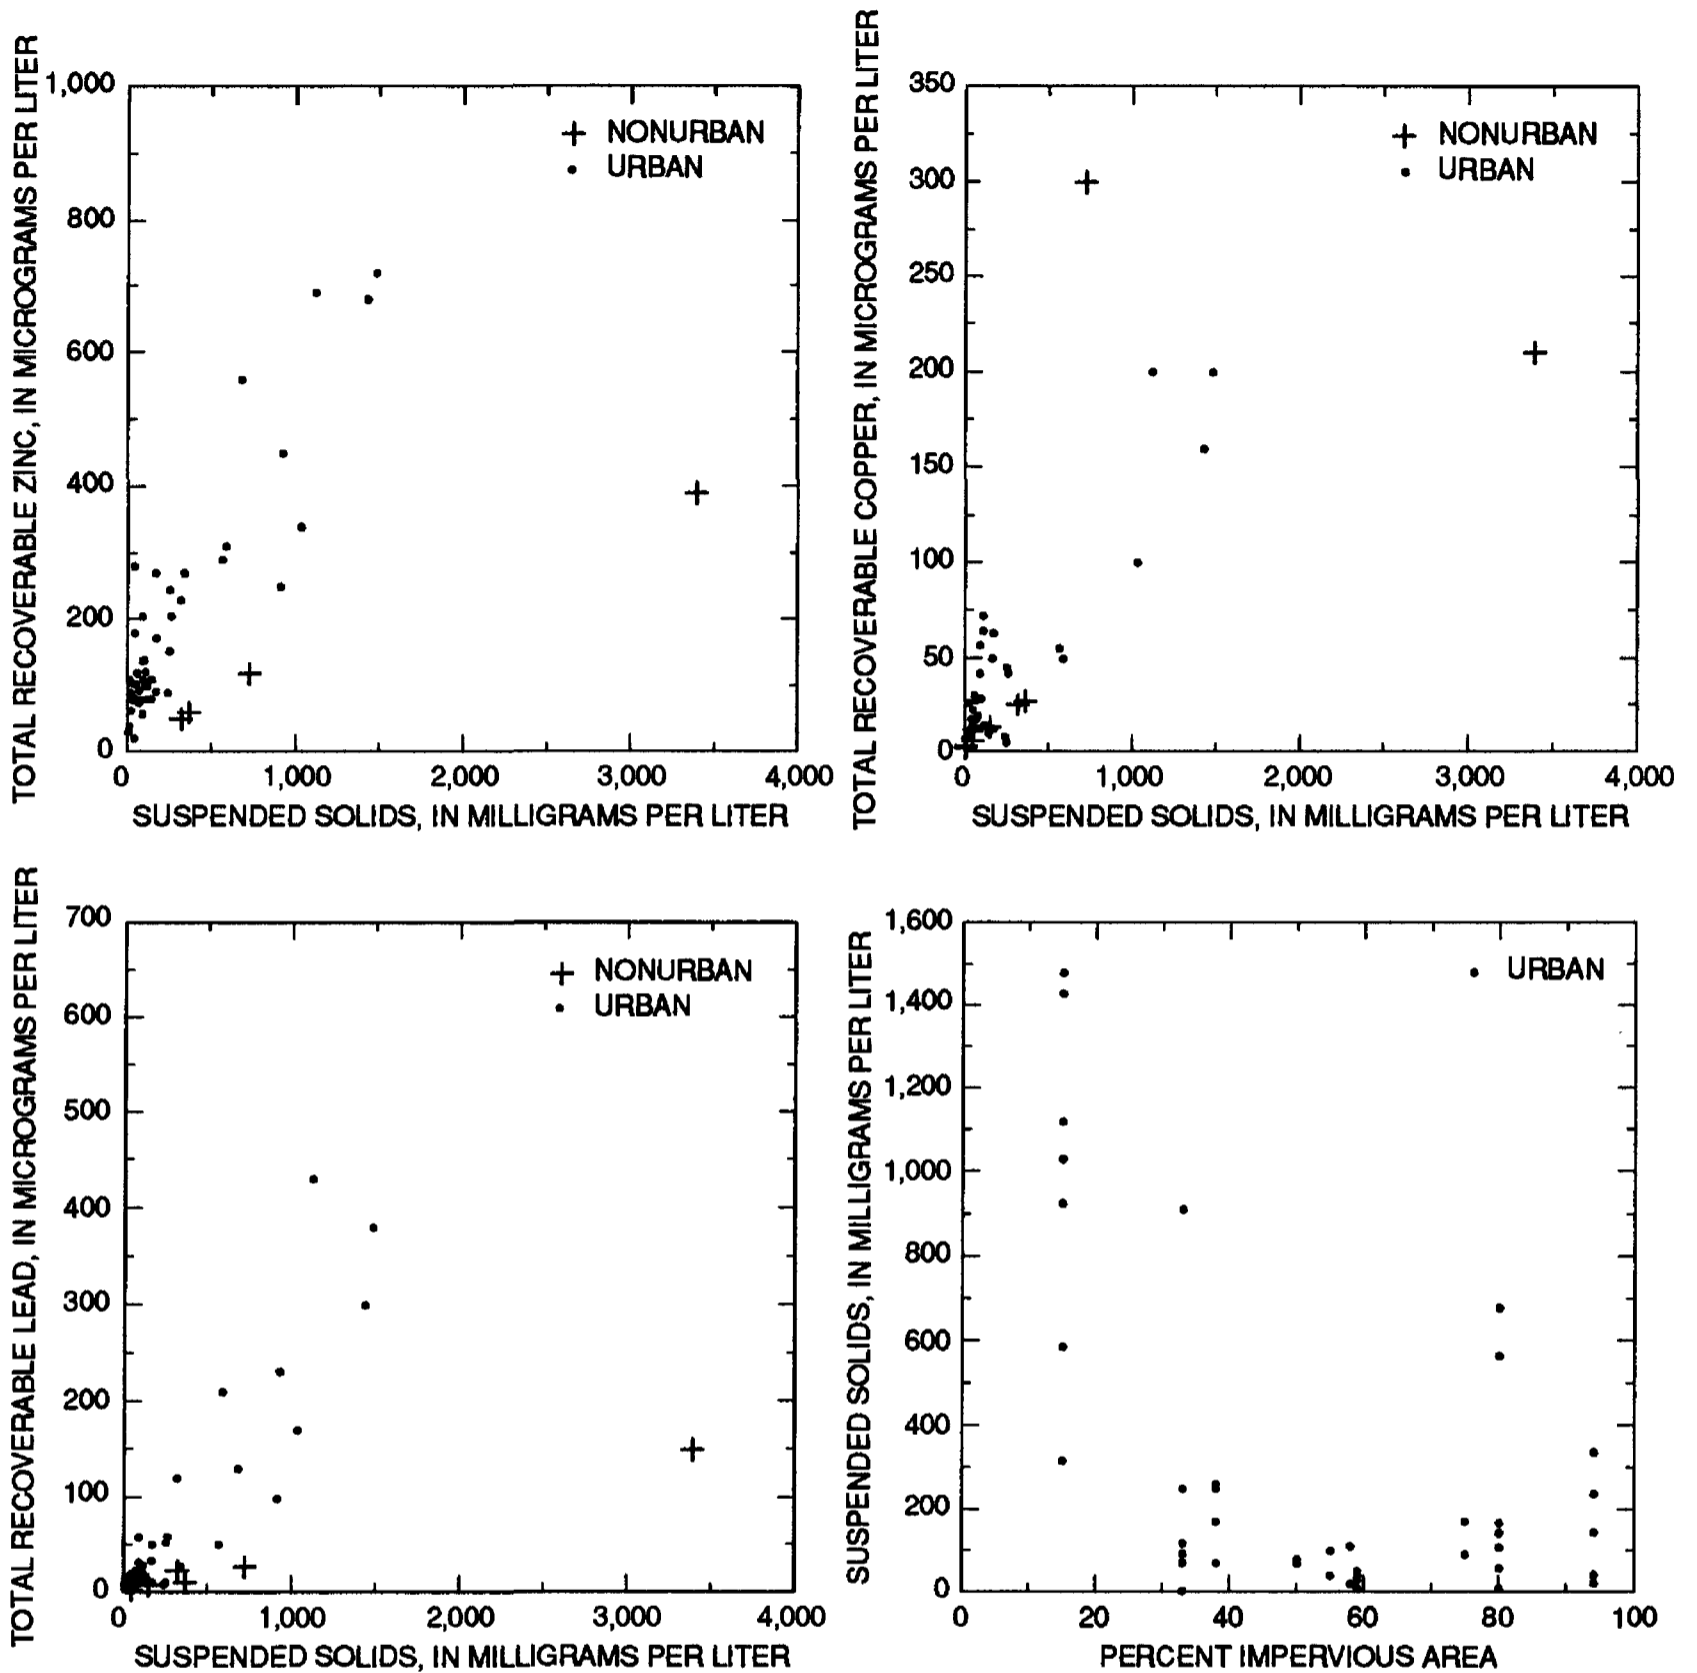 TOTAL RECOVERABLE ZINC, IN MICROGRAMS PER LITER
1,000
800
600
400
200
0
NONURBAN
URBAN
0 1,000 2,000 3,000 4,000
SUSPENDED SOLIDS, IN MILLIGRAMS PER LITER
TOTAL RECOVERABLE COPPER, IN MICROGRAMS PER LITER
350
300
250
200
150
100
50
0
NONURBAN
URBAN
0 1,000 2,000 3,000 4,000
SUSPENDED SOLIDS, IN MILLIGRAMS PER LITER
TOTAL RECOVERABLE LEAD, IN MICROGRAMS PER LITER
700
600
500
400
300
200
100
0
NONURBAN
URBAN
0 1,000 2,000 3,000 4,000
SUSPENDED SOLIDS, IN MILLIGRAMS PER LITER
SUSPENDED SOLIDS, IN MILLIGRAMS PER LITER
1,600
1,400
1,200
1,000
800
600
400
200
0
URBAN
0 20 40 60 80 100
PERCENT IMPERVIOUS AREA